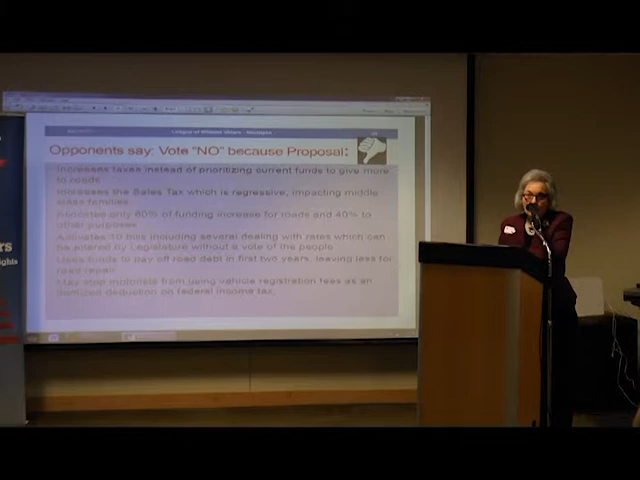 League of Women Voters - Michigan
Opponents say: Vote "NO" because Proposal:
Increases taxes instead of prioritizing current funds to give more
to roads
Increases the Sales Tax which is regressive, impacting middle
class families
Allocates only 60% of funding increase for roads and 40% to
other purposes
Activates 10 bills including several dealing with rates which can
be altered by Legislature without a vote of the people
Uses funds to pay off road debt in first two years, leaving less for
road repair
May stop motorists from using vehicle registration fees as an
itemized deduction on federal income tax
rs
Rights